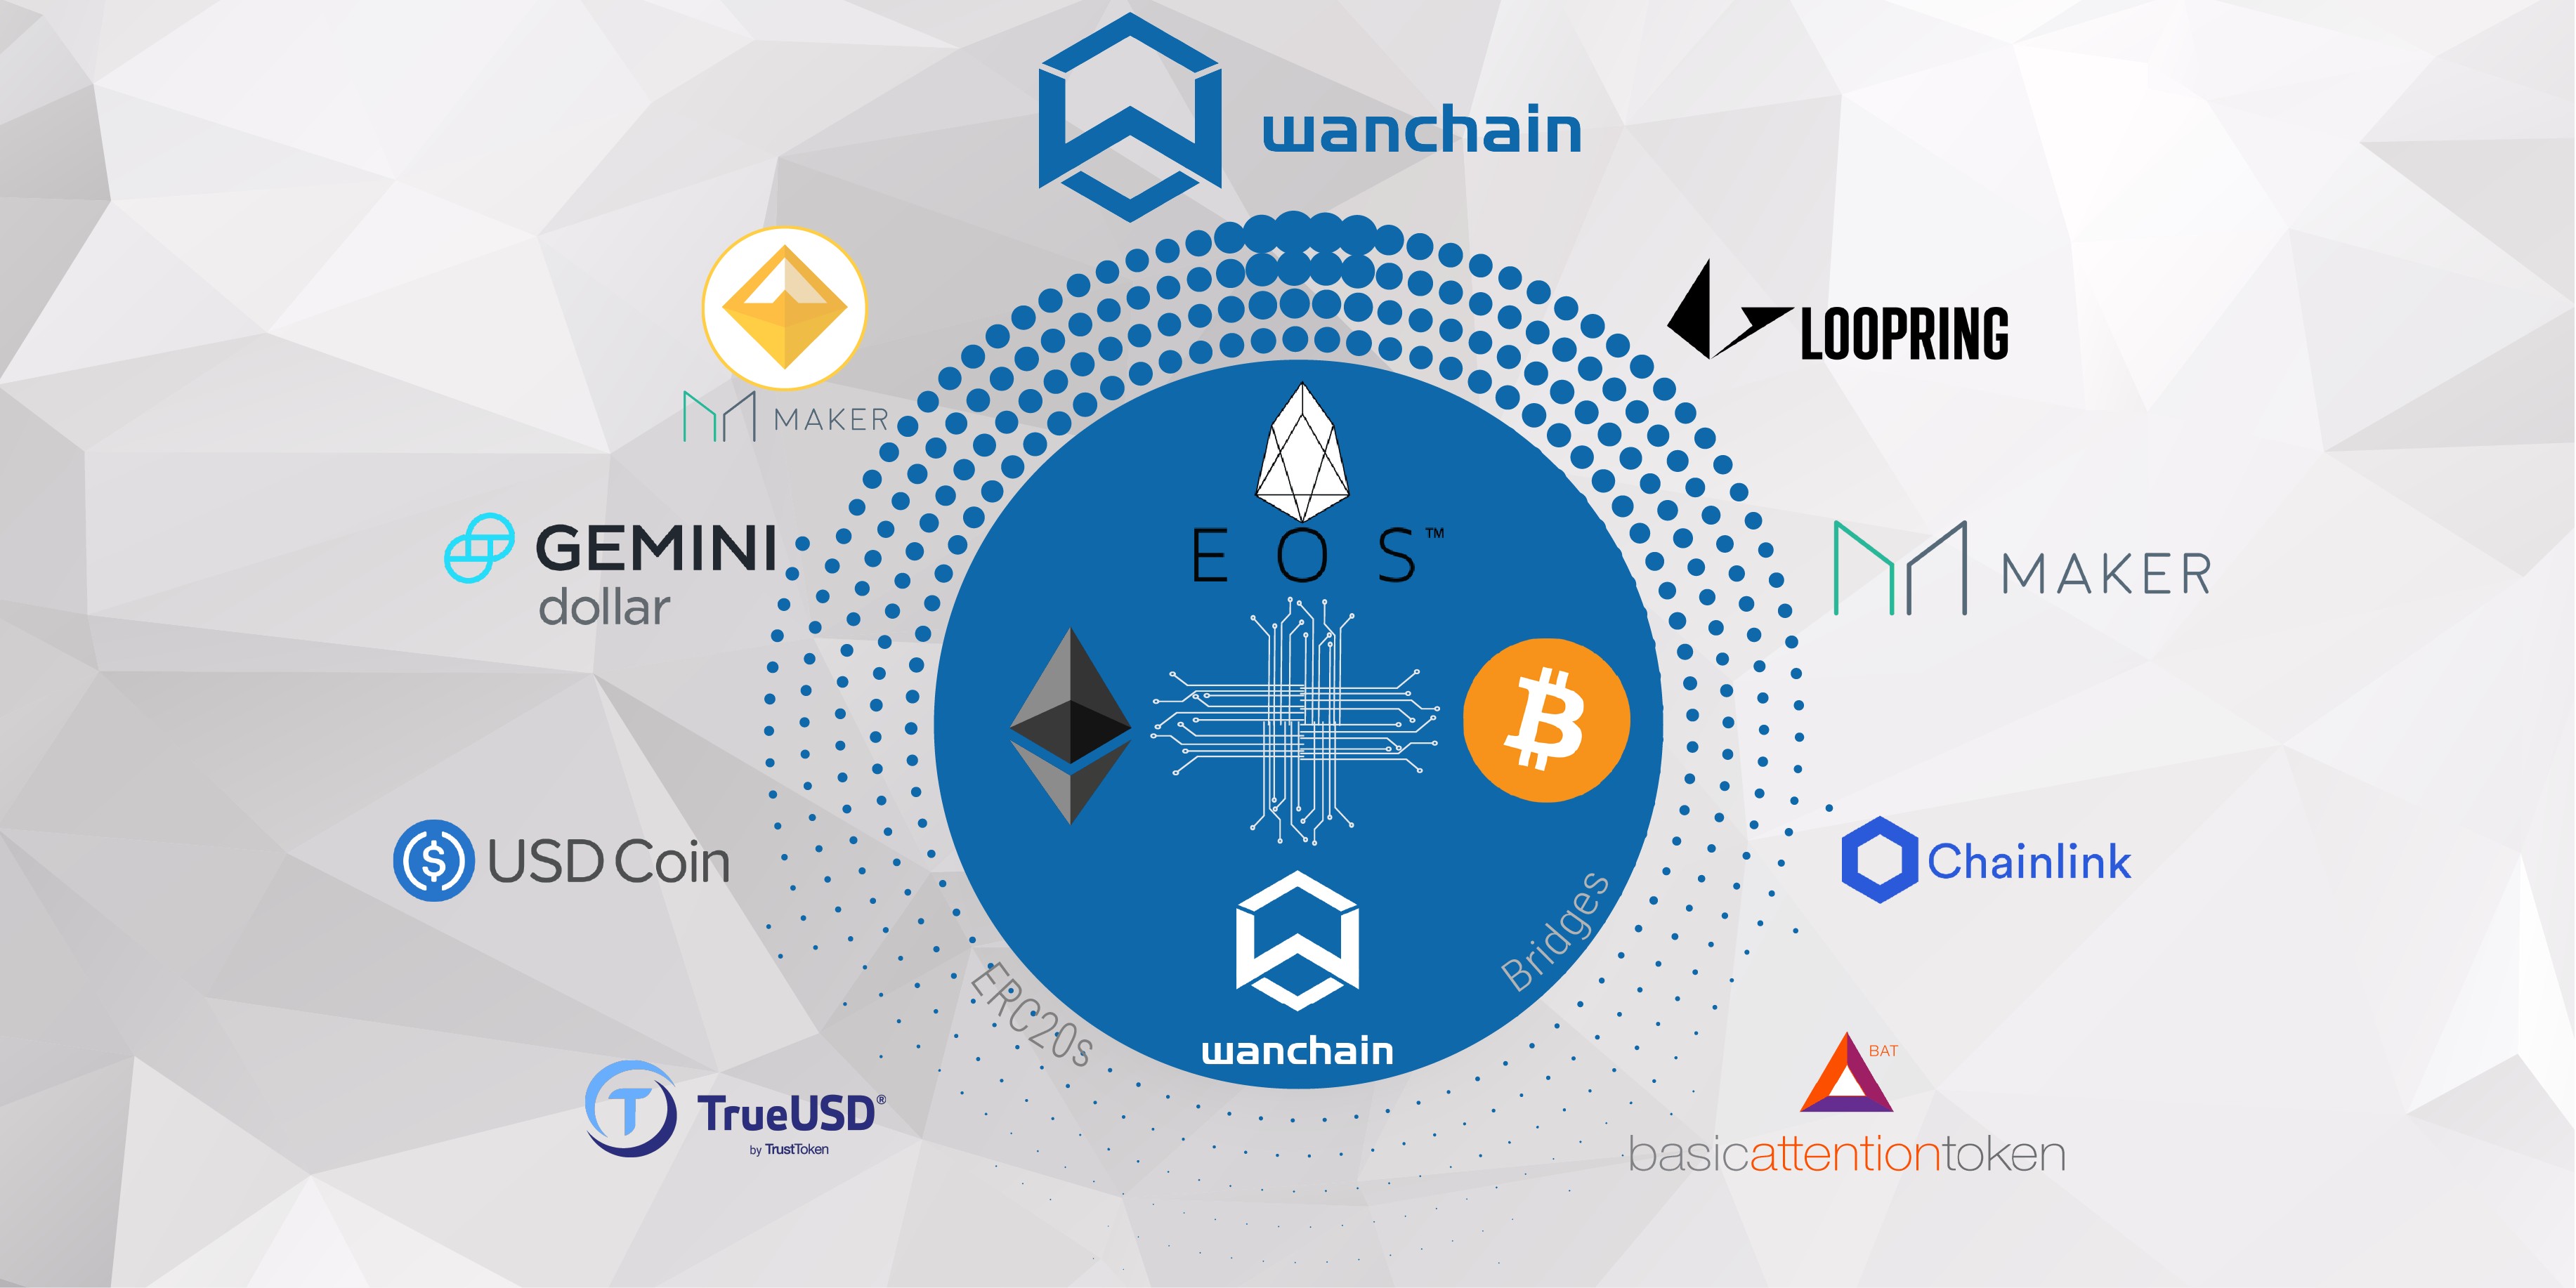 wanchain
MAKER
LOOPRING
GEMINI
dollar
EOS™
MAKER
USD Coin
Chainlink
ERC20s
Bridges
wanchain
TrueUSD®
by TrustToken
BAT
basicattentiontoken